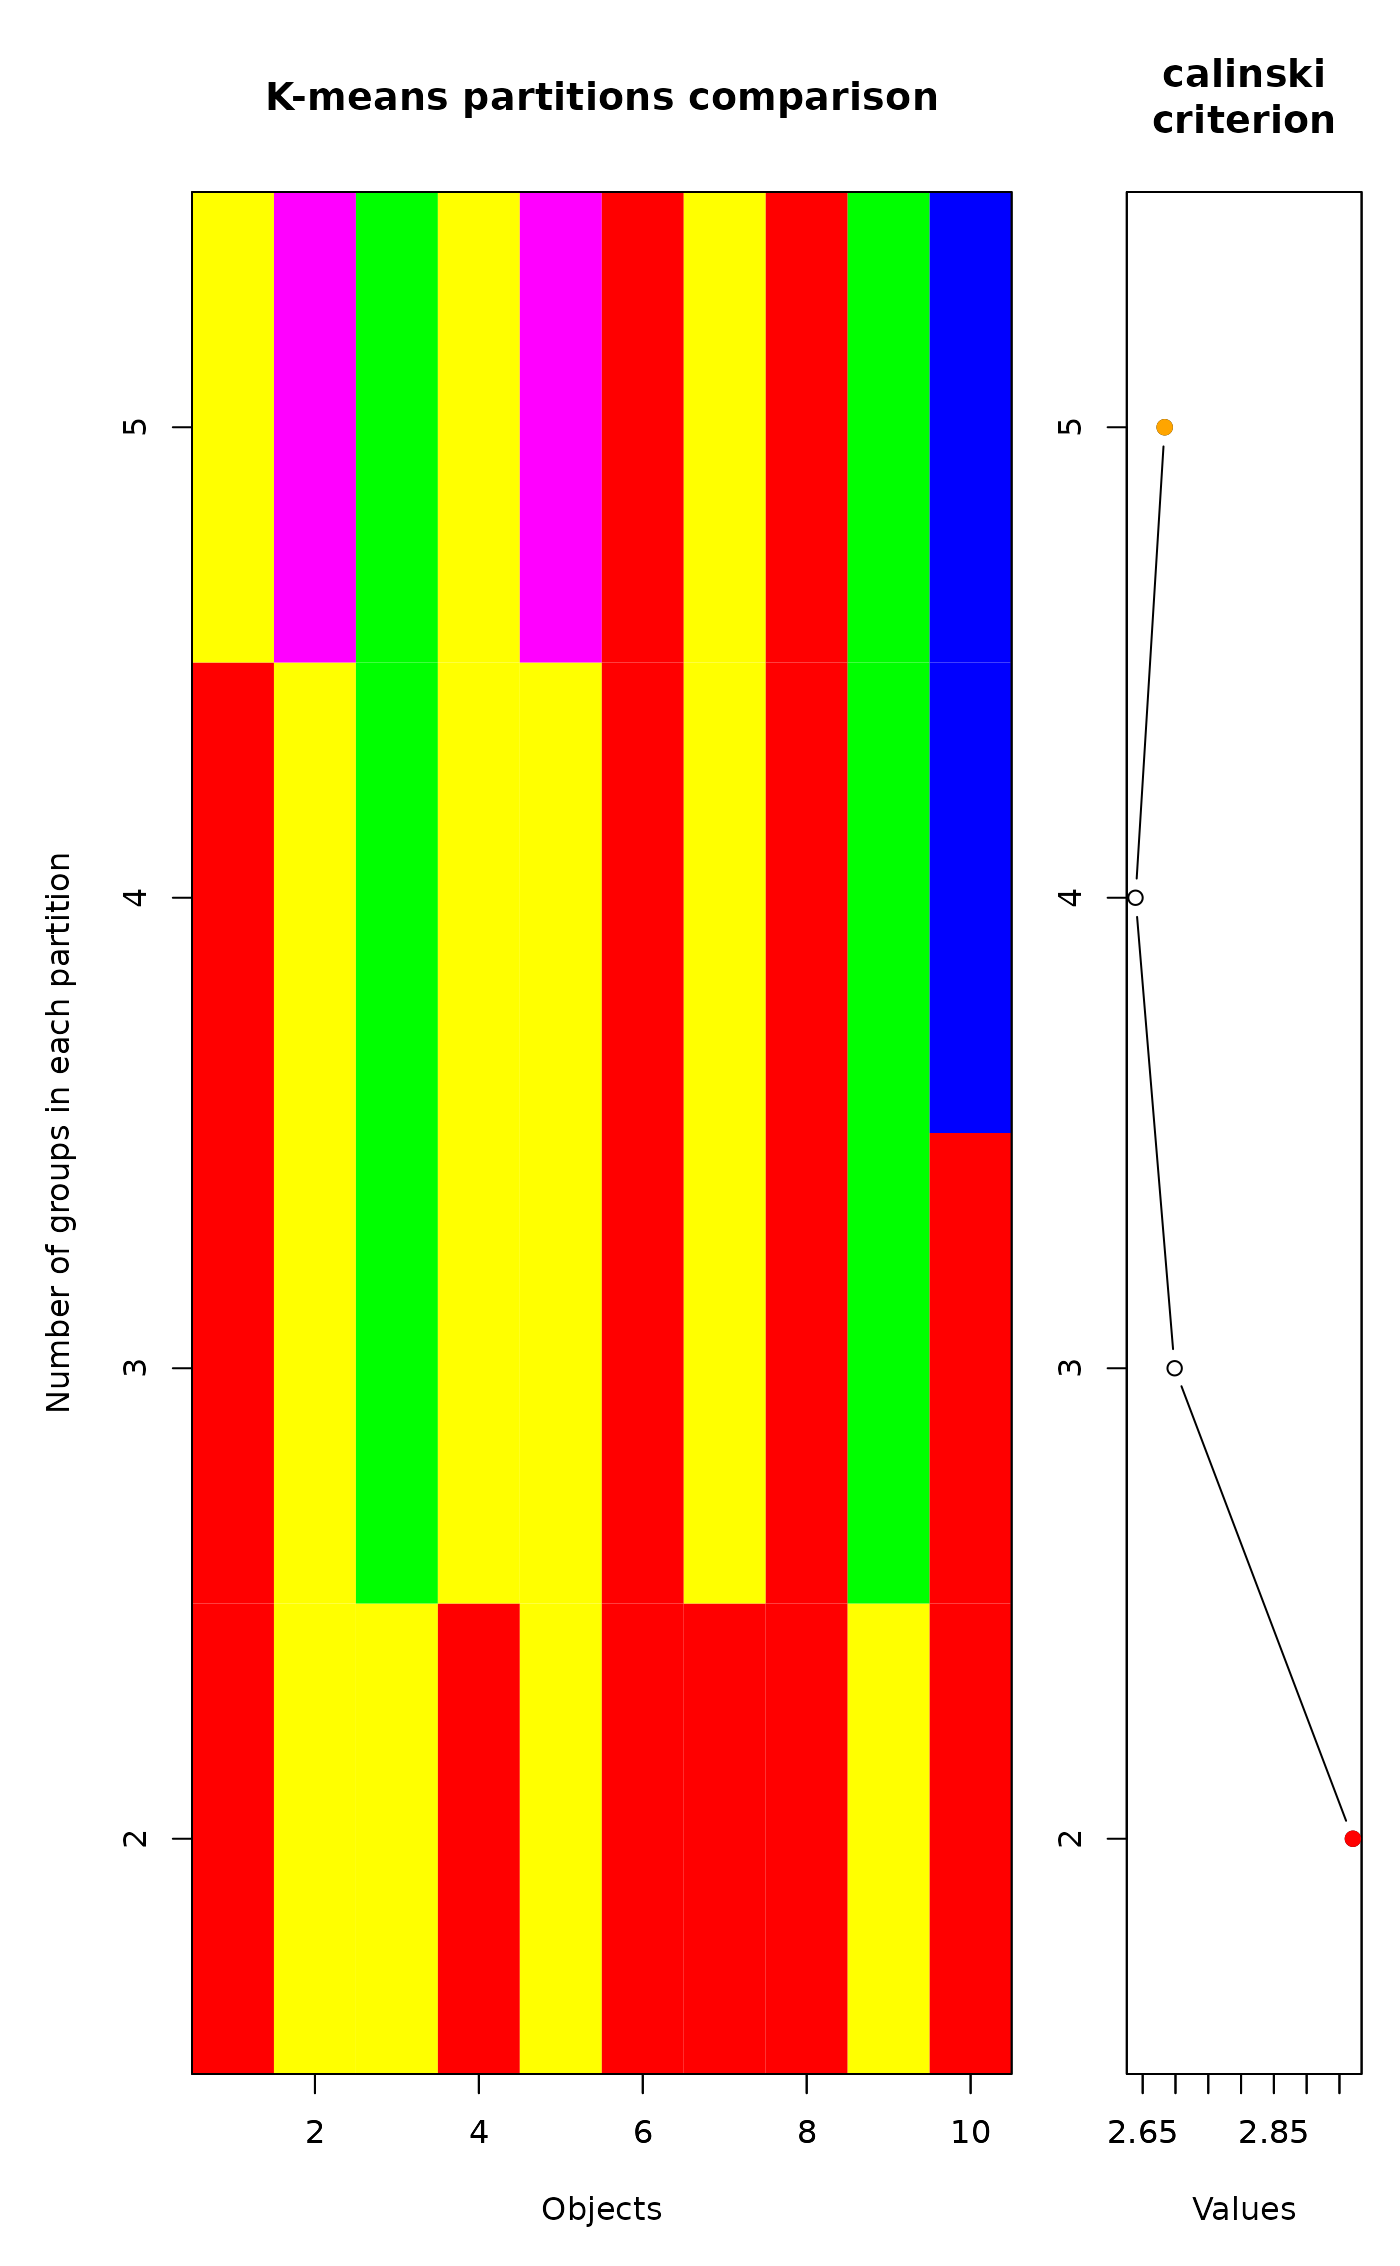 K-means partitions comparison
calinski
criterion
Number of groups in each partition
5
4
3
2
2 4 6 8 10
Objects
5
4
3
2
2.65 2.85
Values